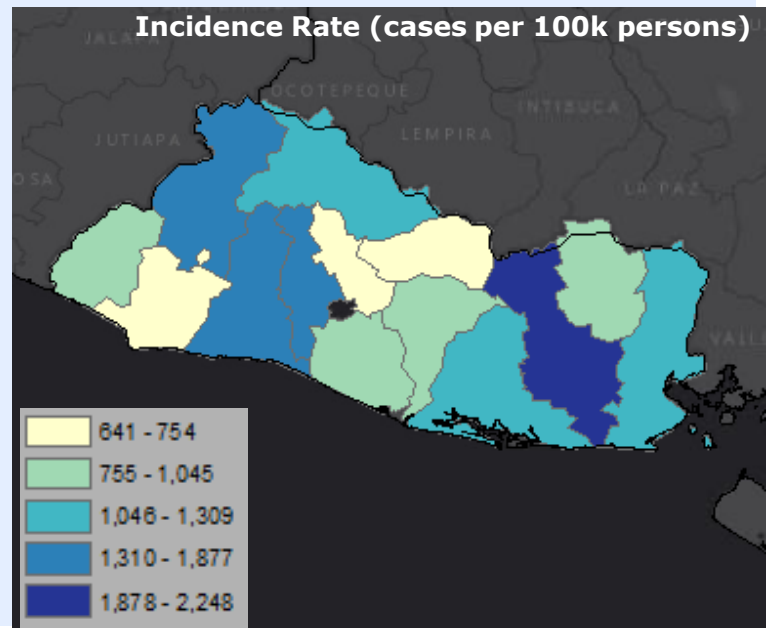 Incidence Rate (cases per 100k persons)
JALAPA
OCOTEPEQUE
INTIBUCA
JUTIAPA
LEMPIRA
OSA
LA PAZ
VALLE
641 - 754
755 - 1,045
1,046 - 1,309
1,310 - 1,877
1,878 - 2,248